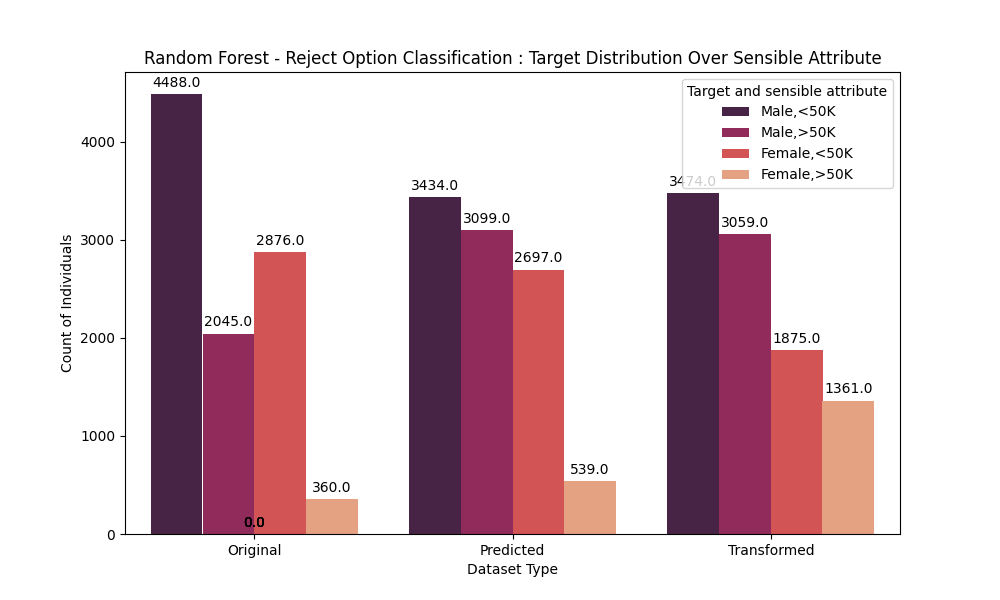 Random Forest - Reject Option Classification : Target Distribution Over Sensible Attribute
4488.0
Target and sensible attribute
Male,<50K
Male,>50K
Female,<50K
Female,>50K
4000
3434.0
3474.0
3099.0
3059.0
3000
2876.0
2697.0
2045.0
2000
1875.0
1361.0
1000
539.0
360.0
0.0
0
Original
Predicted
Transformed
Dataset Type
Count of Individuals